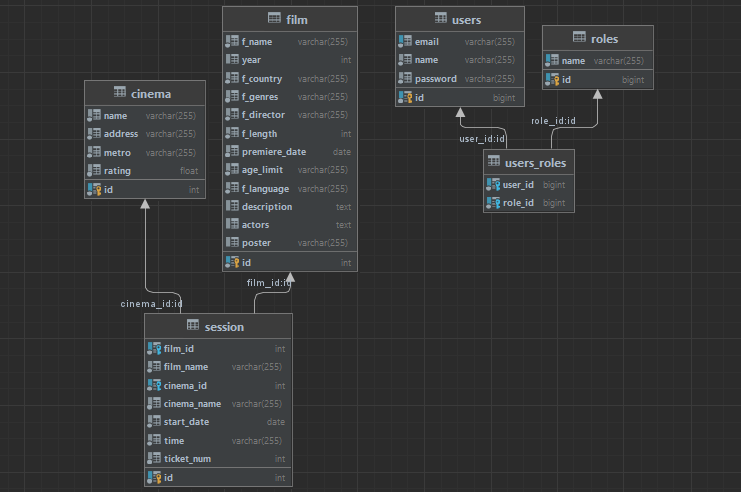 film
f_name varchar(255)
year int
f_country varchar(255)
f_genres varchar(255)
f_director varchar(255)
f_length int
premiere_date date
age_limit varchar(255)
f_language varchar(255)
description text
actors text
poster varchar(255)
id int
users
email varchar(255)
name varchar(255)
password varchar(255)
id bigint
roles
name varchar(255)
id bigint
cinema
name varchar(255)
address varchar(255)
metro varchar(255)
rating float
id int
role_id:id
user_id:id
users_roles
user_id bigint
role_id bigint
film_id:id
cinema_id:id
session
film_id int
film_name varchar(255)
cinema_id int
cinema_name varchar(255)
start_date date
time varchar(255)
ticket_num int
id int